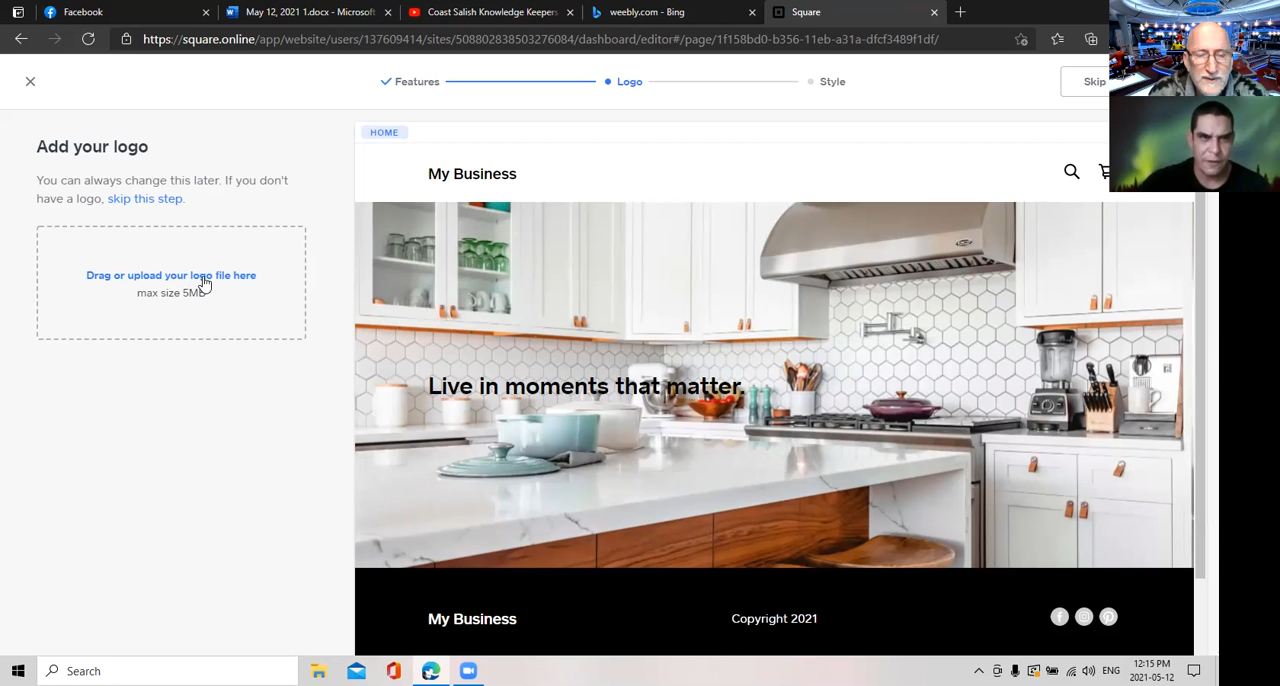 Facebook
May 12, 2021 1.docx - Microsoft
Coast Salish Knowledge Keepers
weebly.com - Bing
Square
https://square.online/app/website/users/137609414/sites/508802838503276084/dashboard/editor#/page/1f158bd0-b356-11eb-a31a-dfcf3489f1df/
Features
Logo
Style
Skip
Add your logo
You can always change this later. If you don't
have a logo, skip this step.
Drag or upload your logo file here
max size 5MB
HOME
My Business
Live in moments that matter.
My Business
Copyright 2021
Search
ENG
12:15 PM
2021-05-12